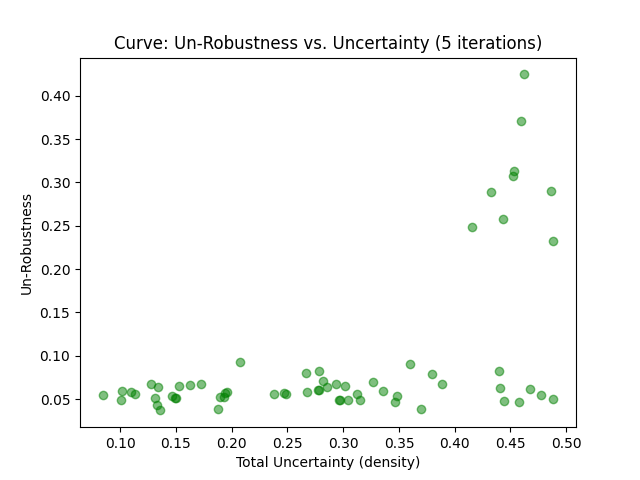 Curve: Un-Robustness vs. Uncertainty (5 iterations)
Un-Robustness
0.40
0.35
0.30
0.25
0.20
0.15
0.10
0.05
0.10 0.15 0.20 0.25 0.30 0.35 0.40 0.45 0.50
Total Uncertainty (density)